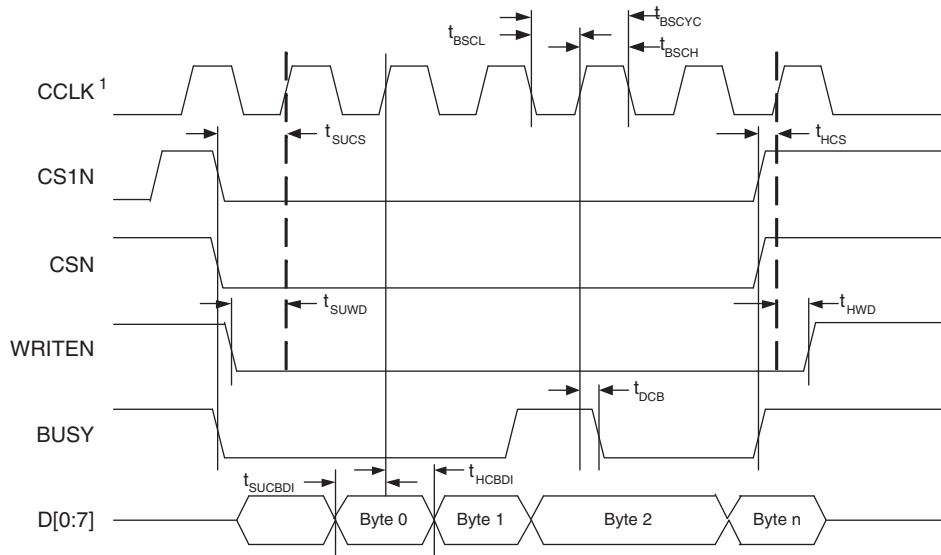 t_BSCYC
t_BSCL
t_BSCH
CCLK ¹
t_SUCS
t_HCS
CS1N
CSN
t_SUWD
t_HWD
WRITEN
t_DCB
BUSY
t_SUCBDI
t_HCBDI
D[0:7]
Byte 0
Byte 1
Byte 2
Byte n